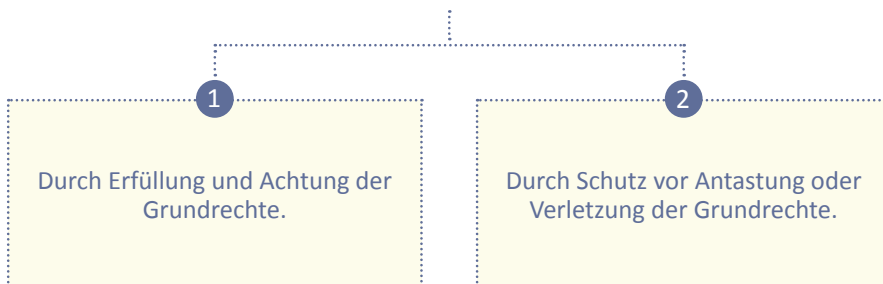 1
Durch Erfüllung und Achtung der
Grundrechte.
2
Durch Schutz vor Antastung oder
Verletzung der Grundrechte.